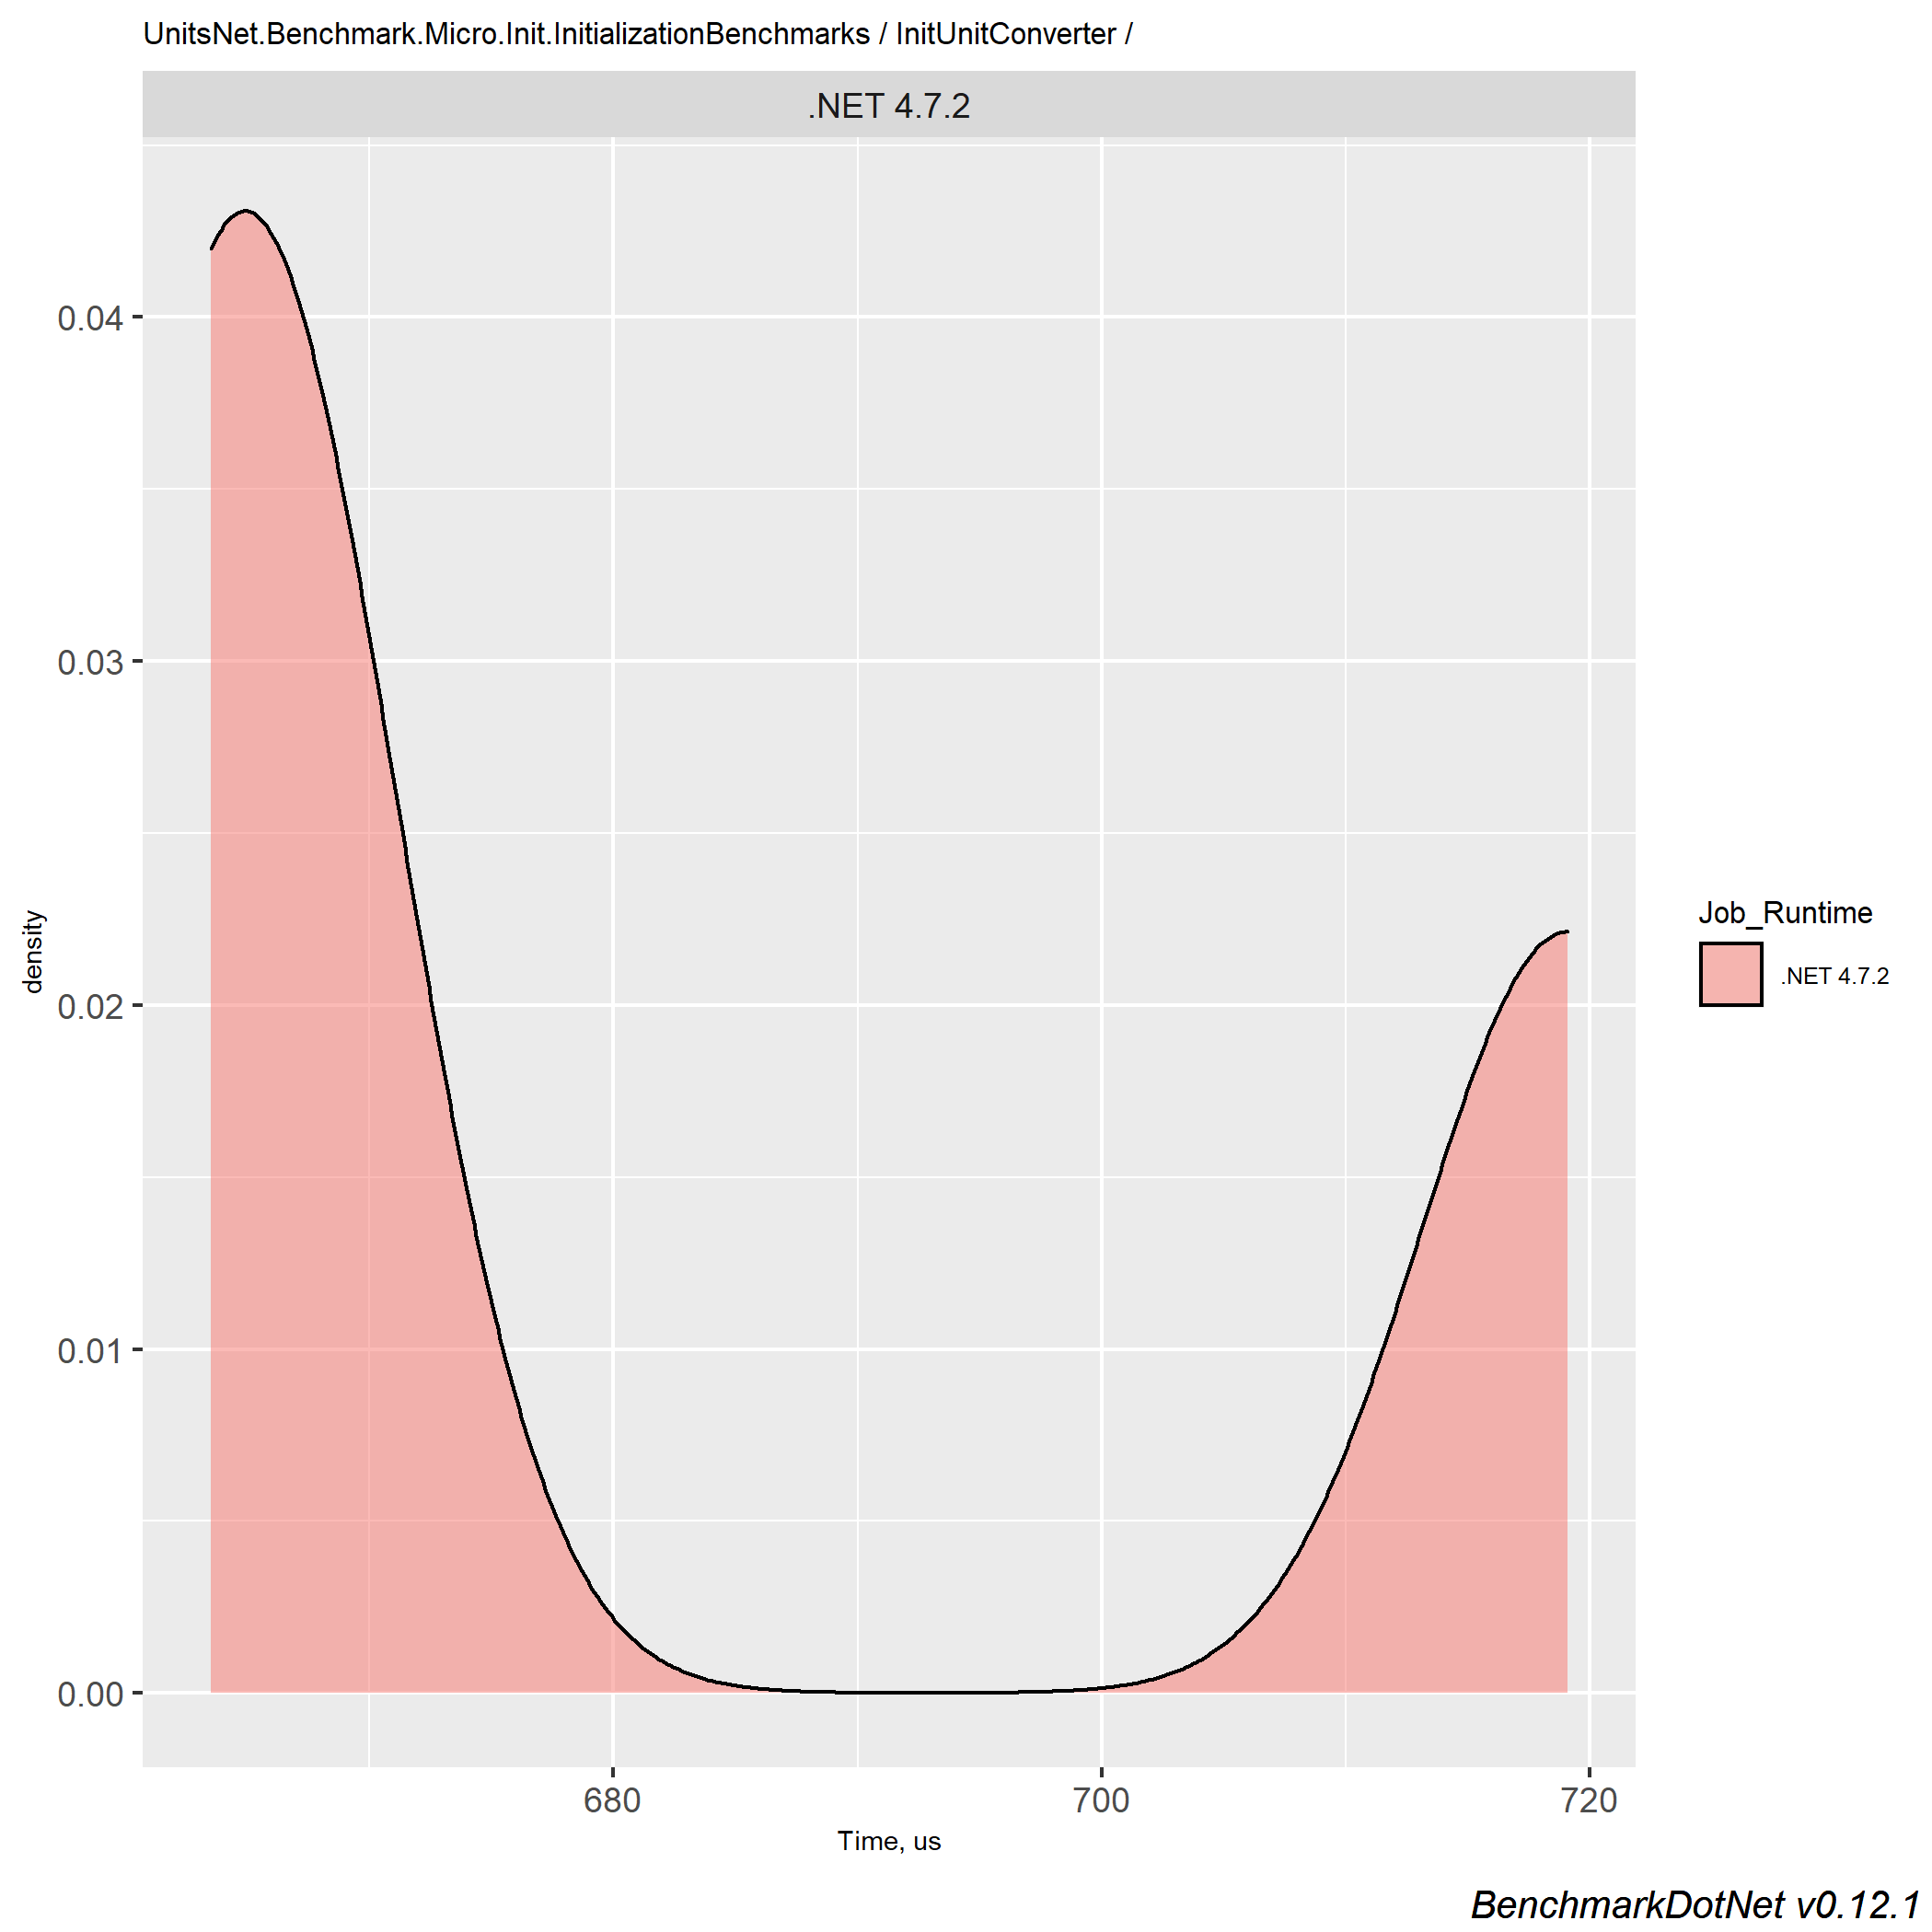 UnitsNet.Benchmark.Micro.Init.InitializationBenchmarks / InitUnitConverter /
.NET 4.7.2
0.04
0.03
0.02
0.01
0.00
density
680
700
720
Time, us
Job_Runtime
.NET 4.7.2
BenchmarkDotNet v0.12.1